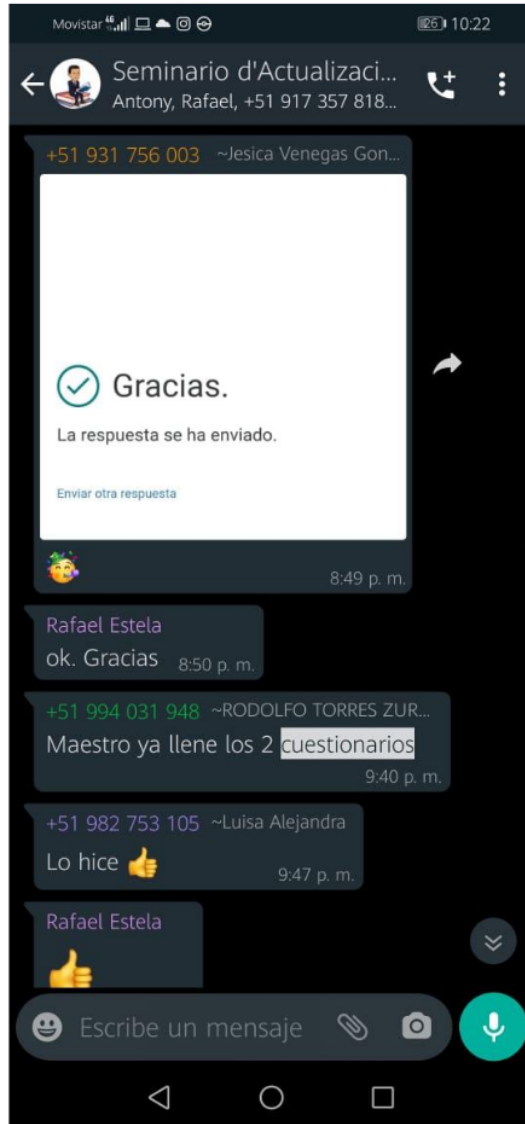 Movistar 4G 26 10:22
Seminario d'Actualizaci...
Antony, Rafael, +51 917 357 818...
+51 931 756 003 ~Jesica Venegas Gon...
Gracias.
La respuesta se ha enviado.
Enviar otra respuesta
8:49 p. m.
Rafael Estela
ok. Gracias 8:50 p. m.
+51 994 031 948 ~RODOLFO TORRES ZUR...
Maestro ya llene los 2 cuestionarios
9:40 p. m.
+51 982 753 105 ~Luisa Alejandra
Lo hice 👍 9:47 p. m.
Rafael Estela
Escribe un mensaje